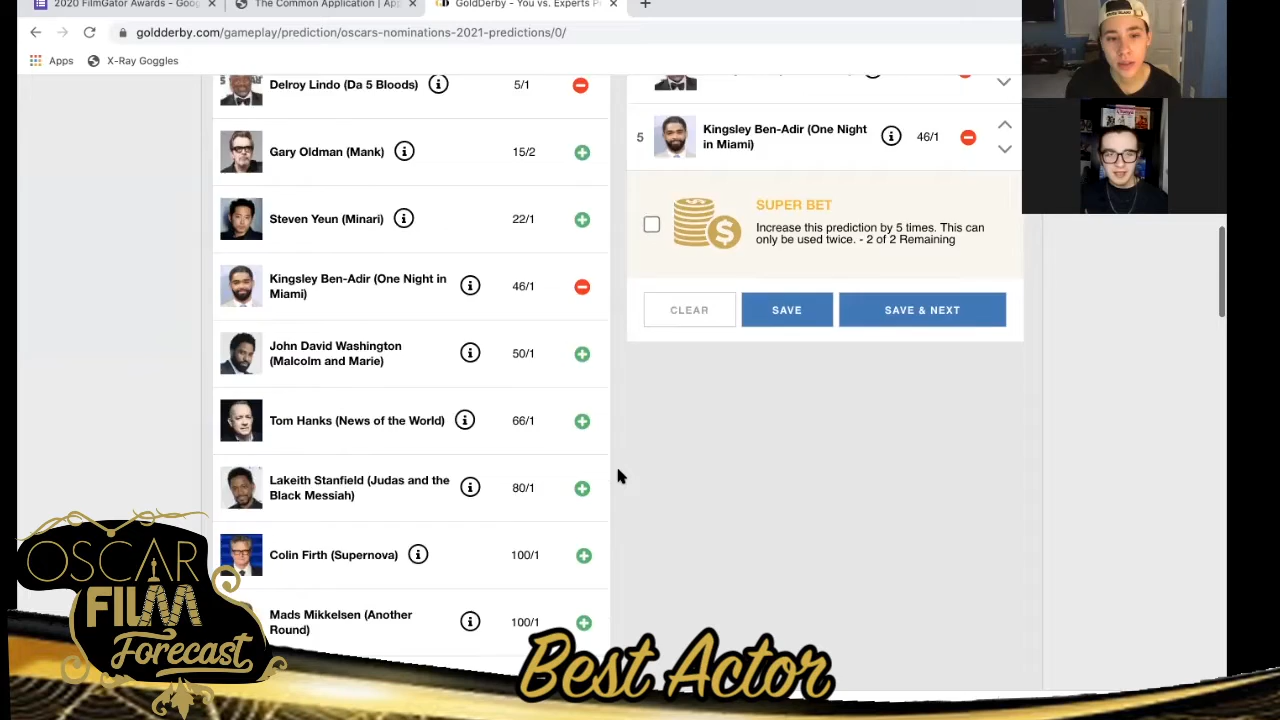 2020 FilmGator Awards - Goog
The Common Application | App
GoldDerby - You vs. Experts P
goldderby.com/gameplay/prediction/oscars-nominations-2021-predictions/0/
Apps
X-Ray Goggles
Delroy Lindo (Da 5 Bloods)
5/1
Gary Oldman (Mank)
15/2
Steven Yeun (Minari)
22/1
Kingsley Ben-Adir (One Night in
Miami)
46/1
John David Washington
(Malcolm and Marie)
50/1
Tom Hanks (News of the World)
66/1
Lakeith Stanfield (Judas and the
Black Messiah)
80/1
Colin Firth (Supernova)
100/1
Mads Mikkelsen (Another
Round)
100/1
5
Kingsley Ben-Adir (One Night
in Miami)
46/1
SUPER BET
Increase this prediction by 5 times. This can
only be used twice. - 2 of 2 Remaining
CLEAR
SAVE
SAVE & NEXT
OSCAR
FILM
Forecast
Best Actor